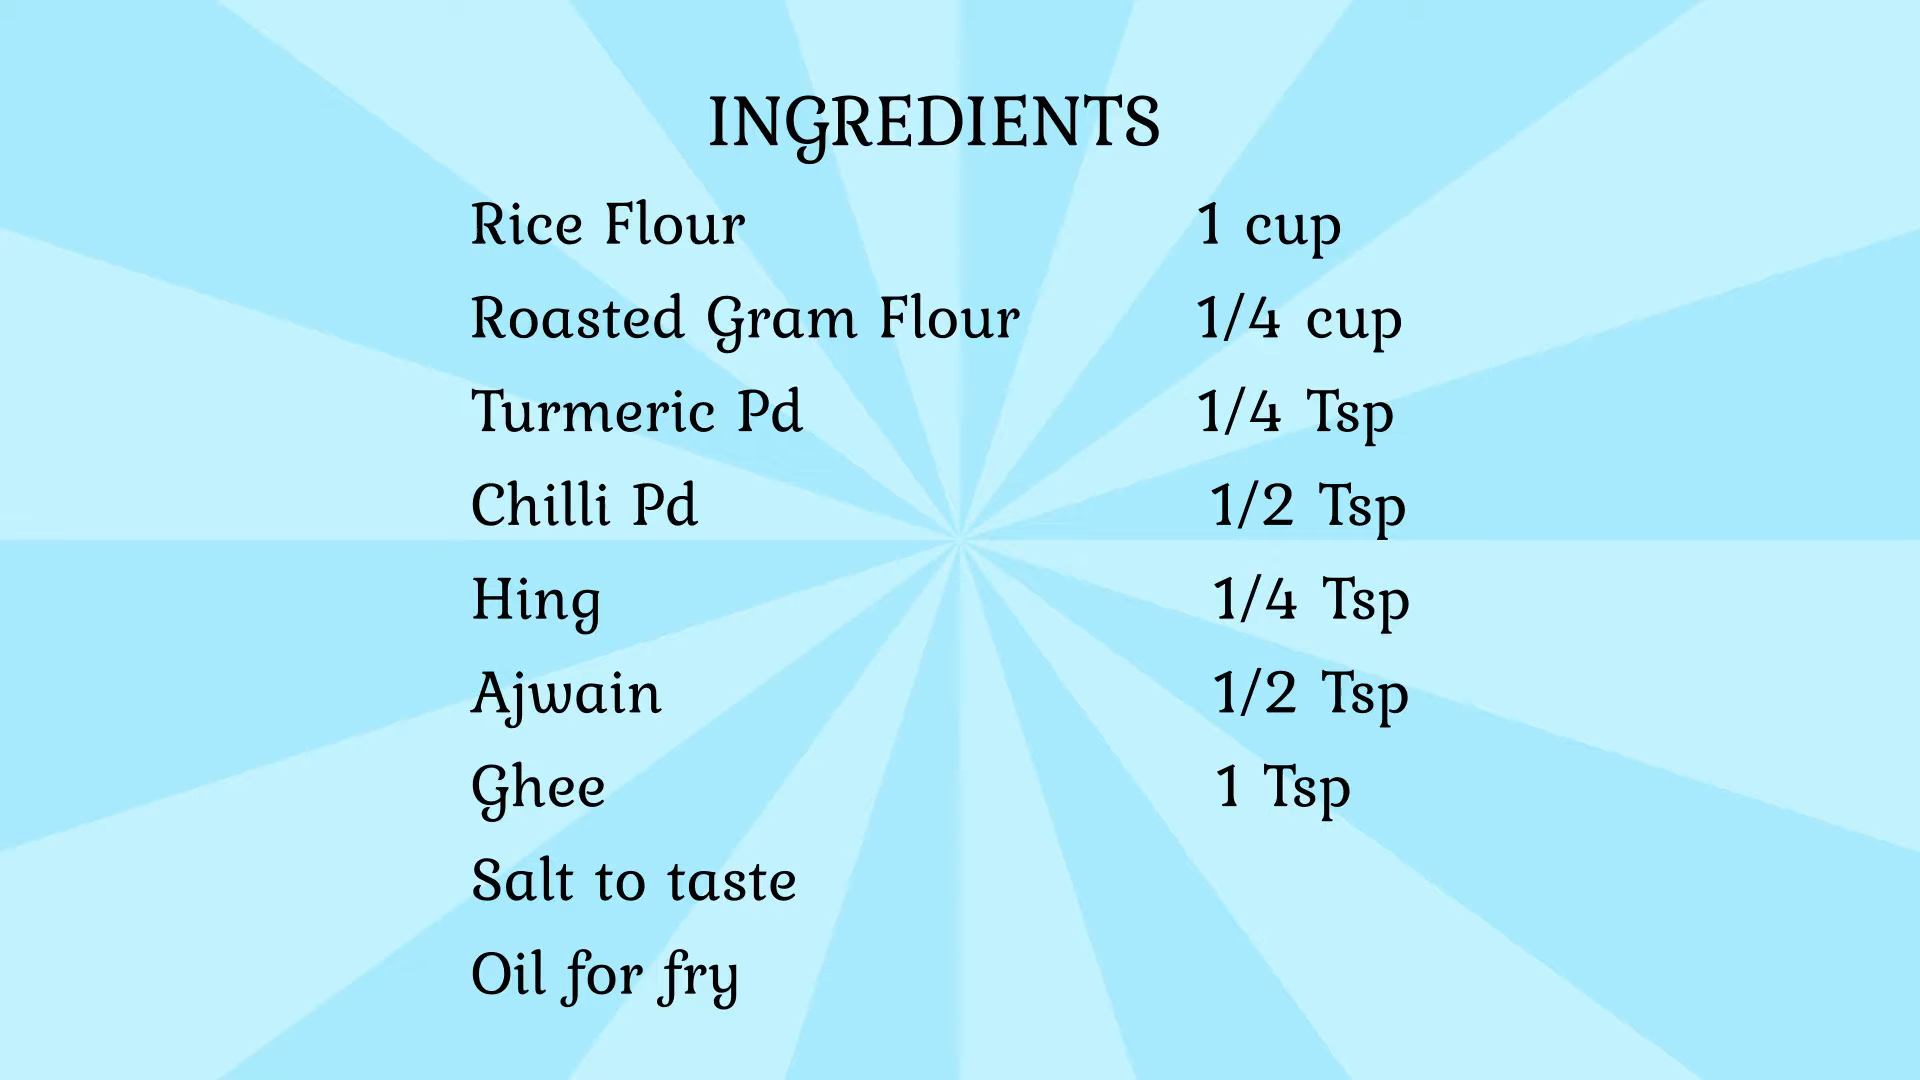 INGREDIENTS
Rice Flour 1 cup
Roasted Gram Flour 1/4 cup
Turmeric Pd 1/4 Tsp
Chilli Pd 1/2 Tsp
Hing 1/4 Tsp
Ajwain 1/2 Tsp
Ghee 1 Tsp
Salt to taste
Oil for fry